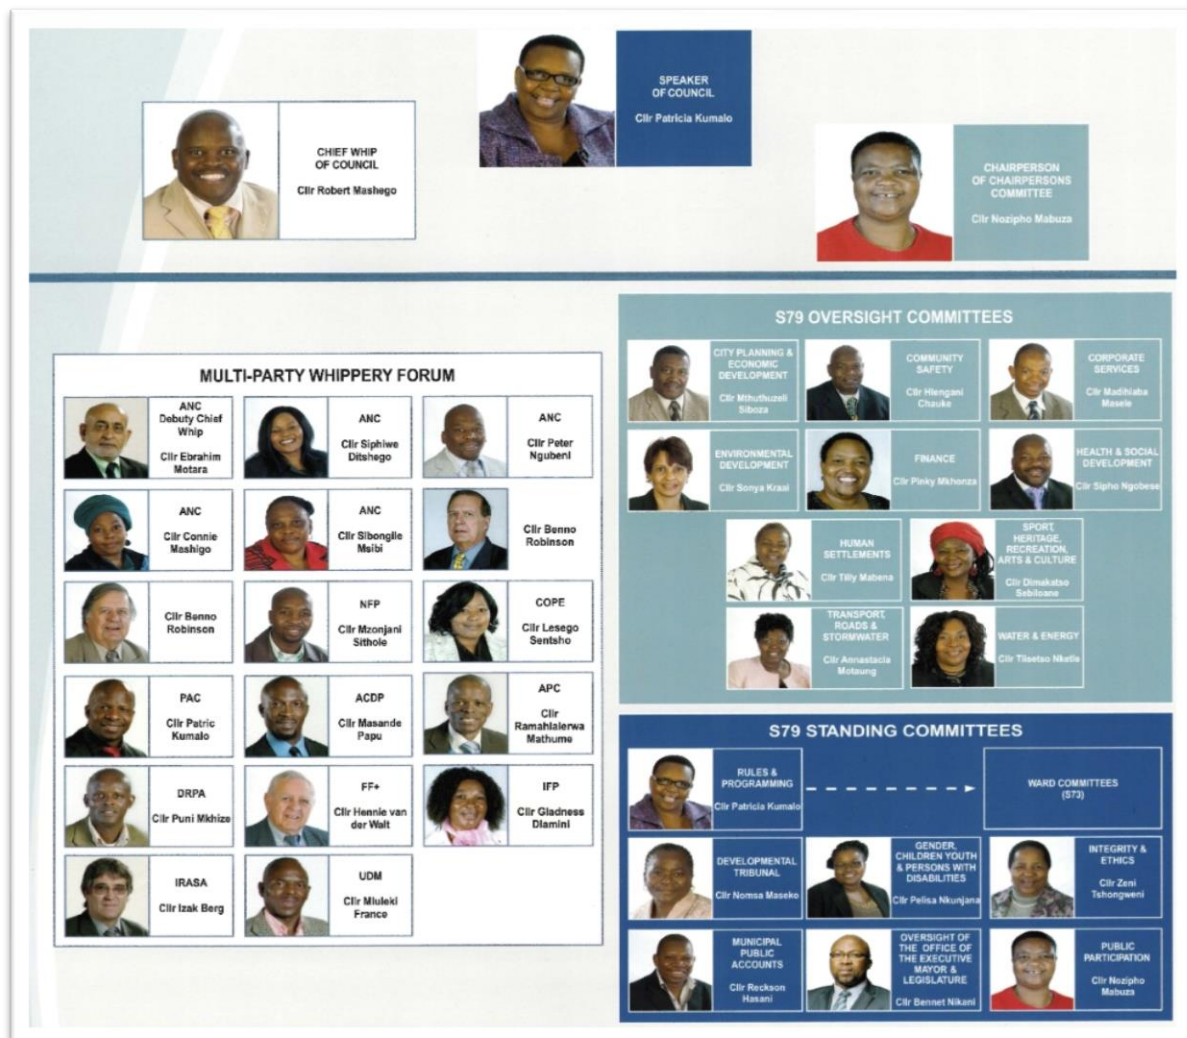 SPEAKER
OF COUNCIL
Cllr Patricia Kumalo
CHIEF WHIP
OF COUNCIL
Cllr Robert Mashego
CHAIRPERSON
OF CHAIRPERSONS
COMMITTEE
Cllr Nozipho Mabuza
MULTI-PARTY WHIPPERY FORUM
ANC
Debuty Chief
Whip
Cllr Ebrahim
Motara
ANC
Cllr Siphiwe
Ditshego
ANC
Cllr Peter
Ngubeni
ANC
Cllr Connie
Mashigo
ANC
Cllr Sibongile
Msibi
Cllr Benno
Robinson
Cllr Benno
Robinson
NFP
Cllr Mzonjani
Sithole
COPE
Cllr Lesego
Sentsho
PAC
Cllr Patric
Kumalo
ACDP
Cllr Masande
Papu
APC
Cllr
Ramahlalerwa
Mathume
DRPA
Cllr Puni Mkhize
FF+
Cllr Hennie van
der Walt
IFP
Cllr Gladness
Dlamini
IRASA
Cllr Izak Berg
UDM
Cllr Mluleki
France
S79 OVERSIGHT COMMITTEES
CITY PLANNING &
ECONOMIC
DEVELOPMENT
Cllr Mthuthuzeli
Siboza
COMMUNITY
SAFETY
Cllr Hlengani
Chauke
CORPORATE
SERVICES
Cllr Madihlaba
Masele
ENVIRONMENTAL
DEVELOPMENT
Cllr Sonya Kraai
FINANCE
Cllr Pinky Mkhonza
HEALTH & SOCIAL
DEVELOPMENT
Cllr Sipho Ngobese
HUMAN
SETTLEMENTS
Cllr Tilly Mabena
SPORT,
HERITAGE,
RECREATION,
ARTS & CULTURE
Cllr Dimakatso
Sebiloane
TRANSPORT,
ROADS &
STORMWATER
Cllr Annastacia
Motaung
WATER & ENERGY
Cllr Tlisetso Nketle
S79 STANDING COMMITTEES
RULES &
PROGRAMMING
Cllr Patricia Kumalo
WARD COMMITTEES
(S73)
DEVELOPMENTAL
TRIBUNAL
Cllr Nomsa Maseko
GENDER,
CHILDREN YOUTH
& PERSONS WITH
DISABILITIES
Cllr Pelisa Nkunjana
INTEGRITY &
ETHICS
Cllr Zeni
Tshongweni
MUNICIPAL
PUBLIC
ACCOUNTS
Cllr Reckson
Hasani
OVERSIGHT OF
THE OFFICE OF
THE EXECUTIVE
MAYOR &
LEGISLATURE
Cllr Bennet Nikani
PUBLIC
PARTICIPATION
Cllr Nozipho
Mabuza